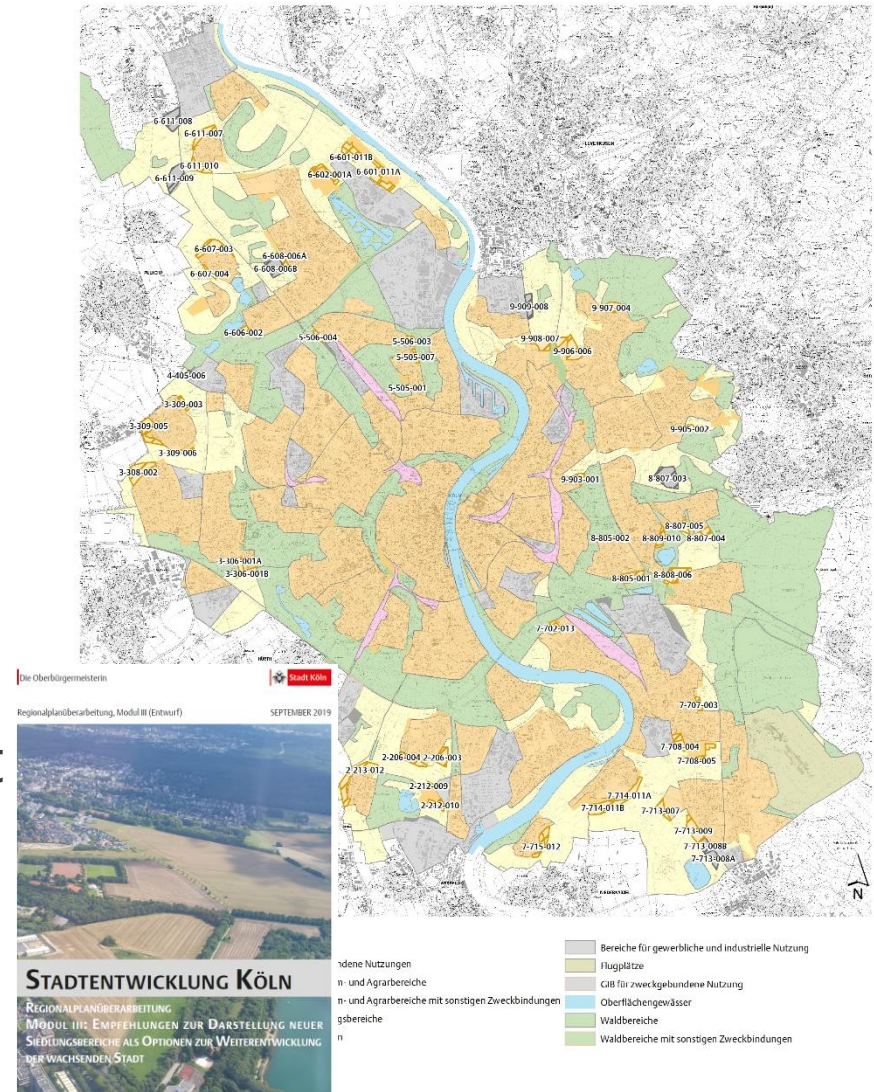 6-611-008
6-611-007
6-601-011B
6-611-010
6-602-001A
6-601-011A
6-611-009
LEVERKUSEN
6-607-003
6-608-006A
6-608-006B
6-607-004
PULHEIM
9-909-008
9-907-004
6-606-002
5-506-004
5-506-003
9-908-007
5-505-007
9-906-006
4-405-006
5-505-001
3-309-003
3-309-005
9-905-002
3-309-006
3-308-002
9-903-001
8-807-003
8-807-005
8-805-002
8-809-010
8-807-004
3-306-001A
3-306-001B
8-805-001
8-808-006
7-702-013
HÜRTH
7-707-003
2-206-004
2-206-003
7-708-004
7-708-005
2-213-012
2-212-009
7-714-011A
2-212-010
7-714-011B
7-713-007
7-713-009
7-715-012
7-713-008B
7-713-008A
NIEDERKASSEL
N
Die Oberbürgermeisterin
Stadt Köln
Regionalplanüberarbeitung, Modul III (Entwurf)
SEPTEMBER 2019
STADTENTWICKLUNG KÖLN
REGIONALPLANÜBERARBEITUNG
MODUL III: EMPFEHLUNGEN ZUR DARSTELLUNG NEUER
SIEDLUNGSBEREICHE ALS OPTIONEN ZUR WEITERENTWICKLUNG
DER WACHSENDEN STADT
ndene Nutzungen
n- und Agrarbereiche
n- und Agrarbereiche mit sonstigen Zweckbindungen
gsbereiche
n
Bereiche für gewerbliche und industrielle Nutzung
Flugplätze
GIB für zweckgebundene Nutzung
Oberflächengewässer
Waldbereiche
Waldbereiche mit sonstigen Zweckbindungen